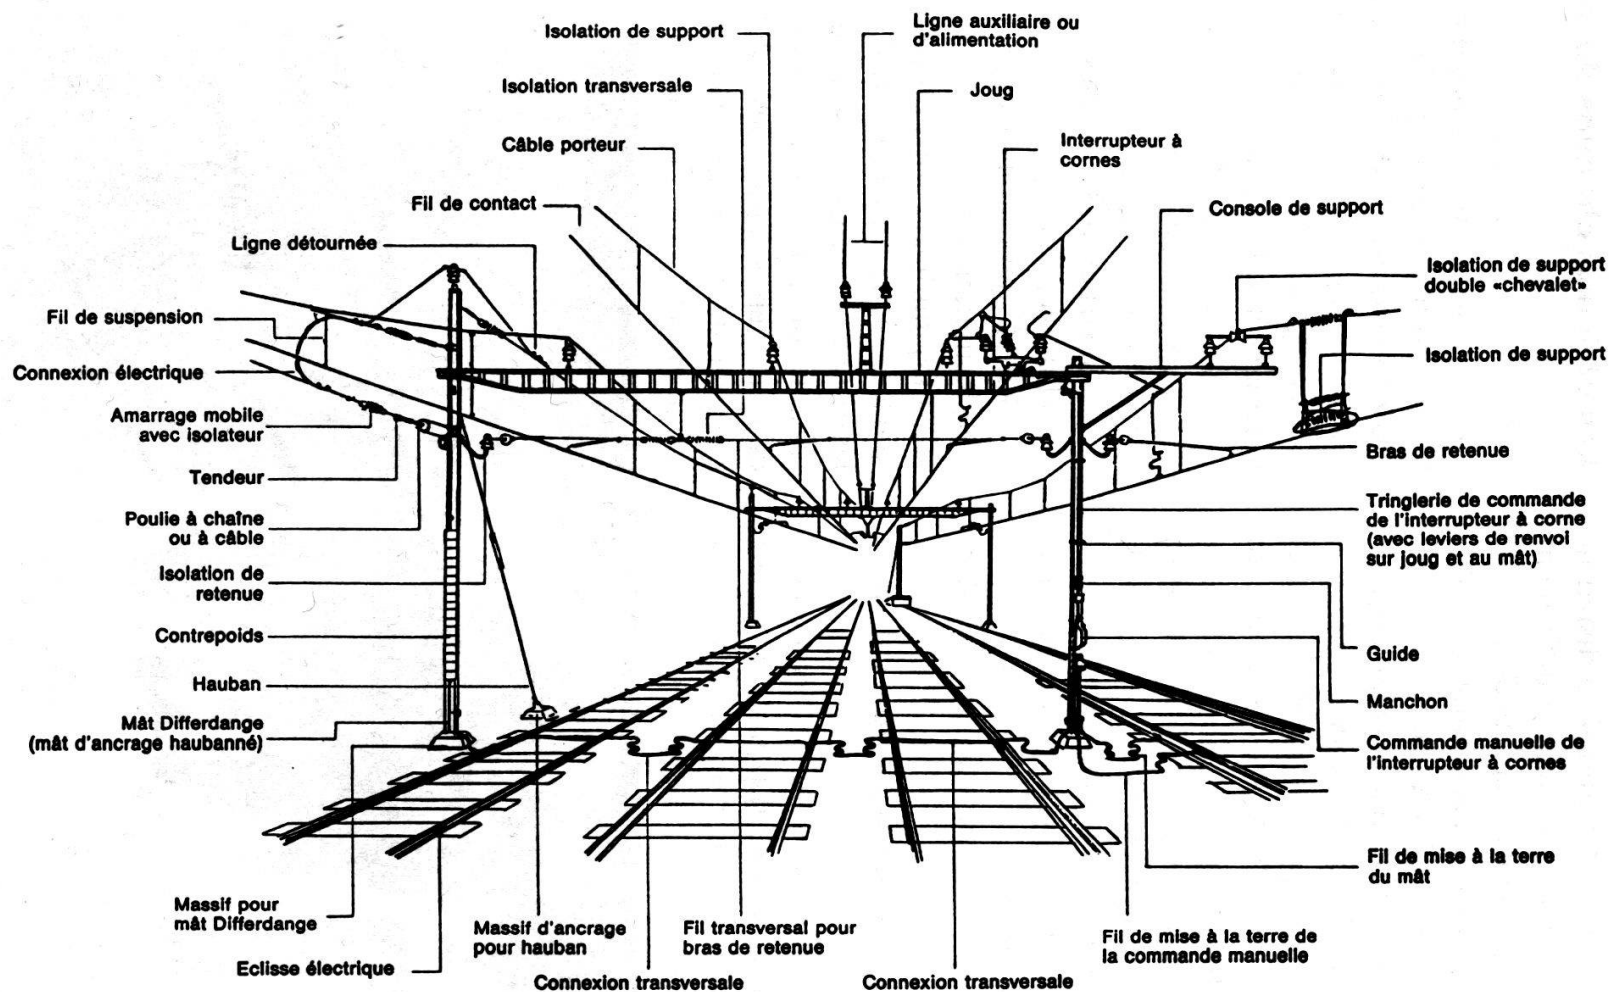 Isolation de support
Ligne auxiliaire ou
d'alimentation
Isolation transversale
Joug
Câble porteur
Interrupteur à
cornes
Fil de contact
Console de support
Ligne détournée
Isolation de support
double «chevalet»
Fil de suspension
Isolation de support
Connexion électrique
Amarrage mobile
avec isolateur
Bras de retenue
Tendeur
Tringlerie de commande
de l'interrupteur à corne
(avec leviers de renvoi
sur joug et au mât)
Poulie à chaîne
ou à câble
Isolation de
retenue
Contrepoids
Guide
Hauban
Manchon
Mât Differdange
(mât d'ancrage haubanné)
Commande manuelle de
l'interrupteur à cornes
Fil de mise à la terre
du mât
Massif pour
mât Differdange
Massif d'ancrage
pour hauban
Fil transversal pour
bras de retenue
Fil de mise à la terre de
la commande manuelle
Eclisse électrique
Connexion transversale
Connexion transversale